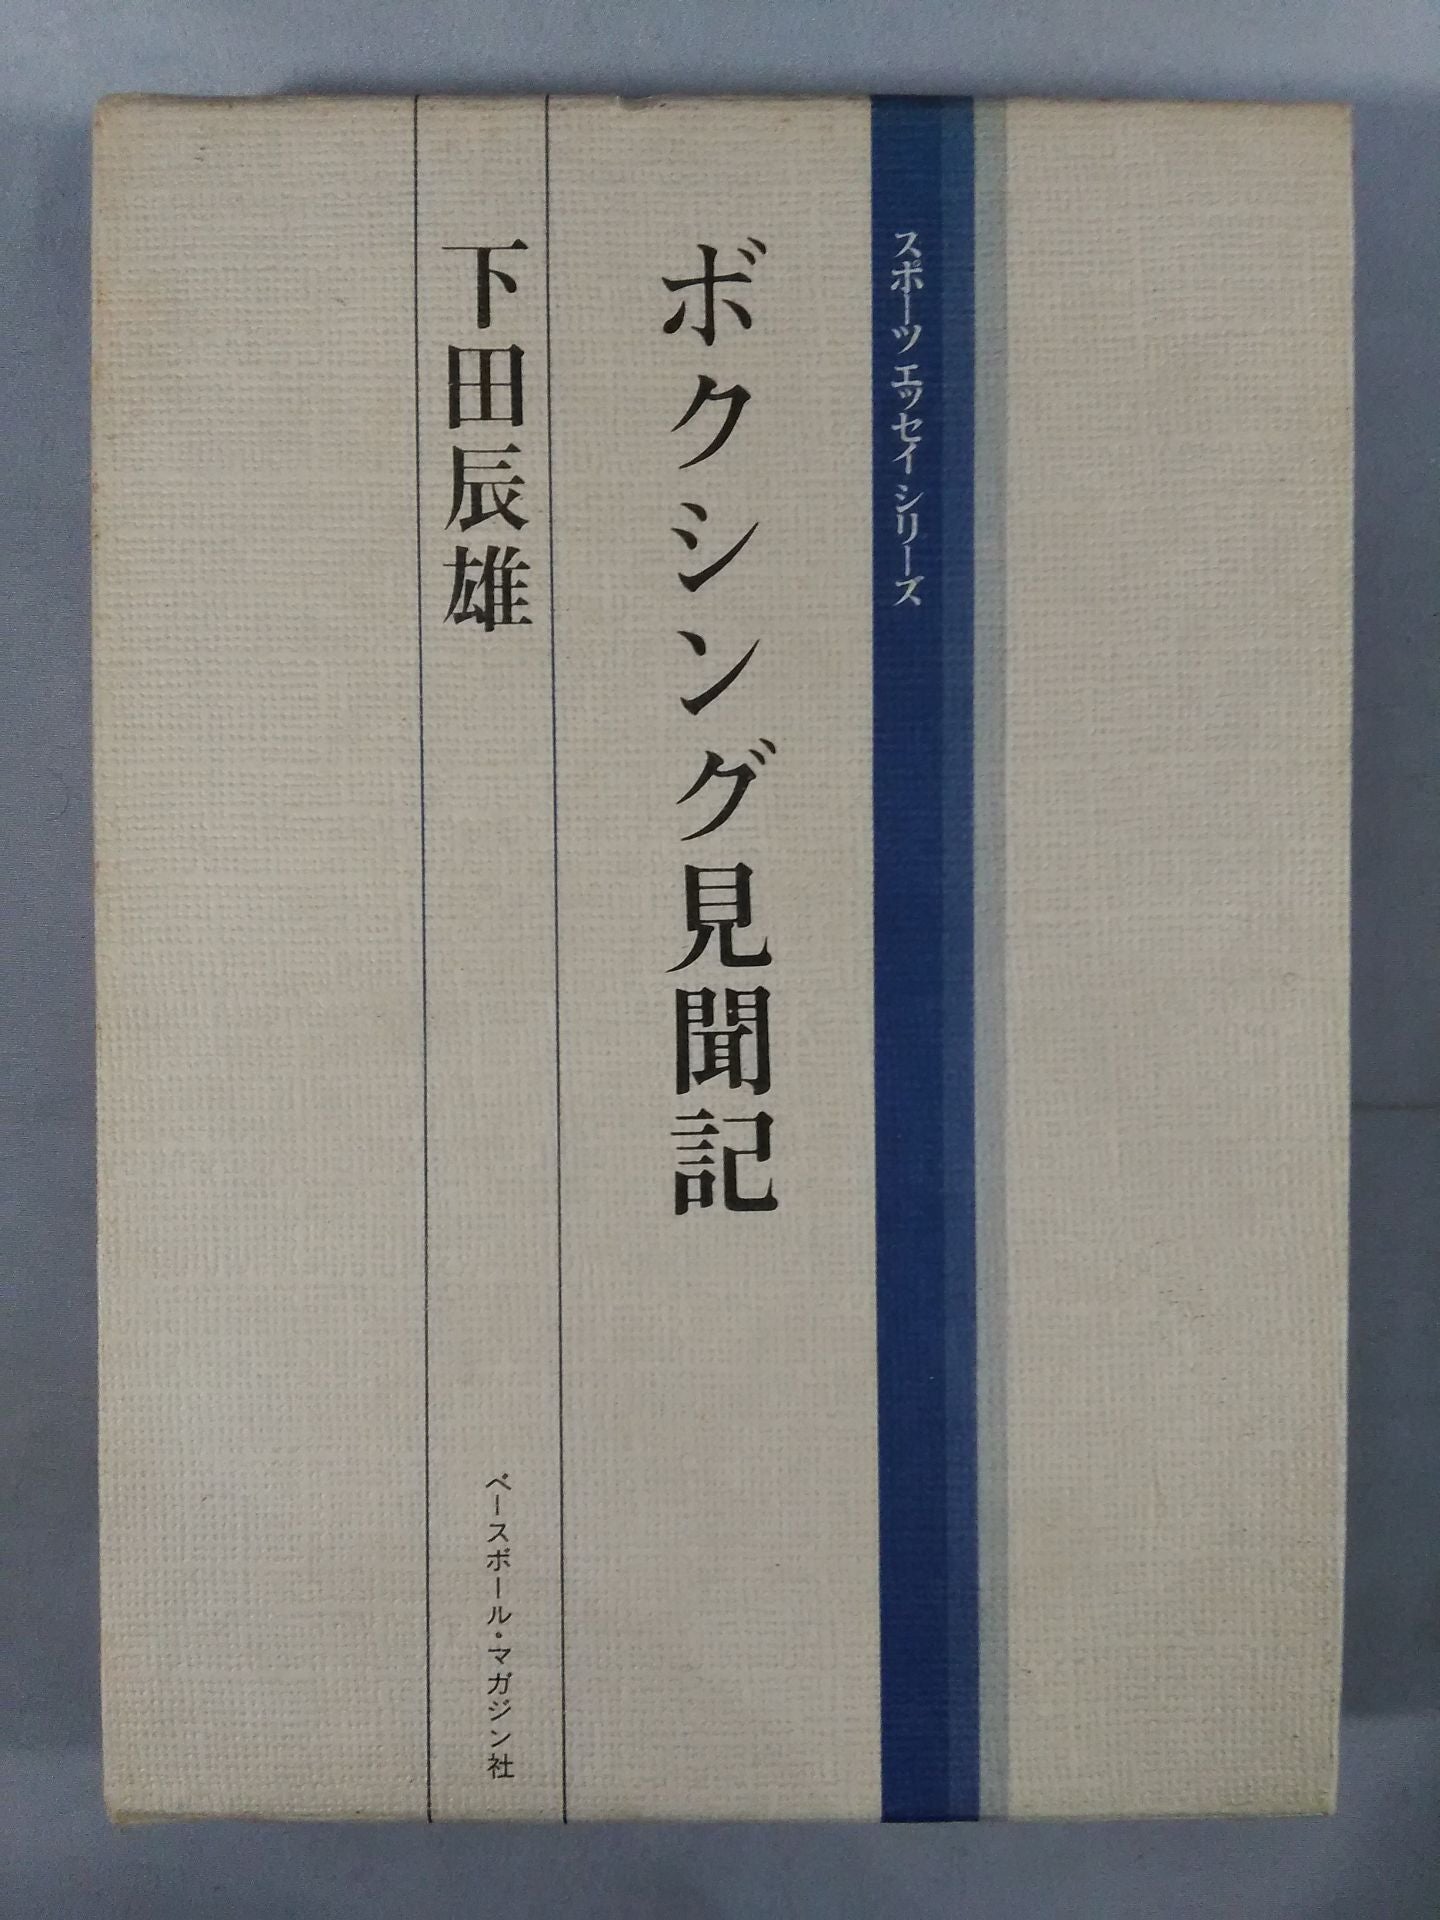 スポーツ エッセイ シリーズ
ボクシング見聞記
下田辰雄
ベースボール・マガジン社